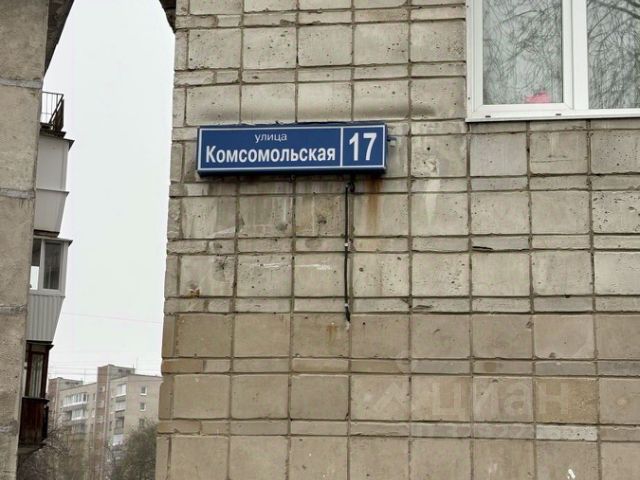 улица
Комсомольская 17
циан